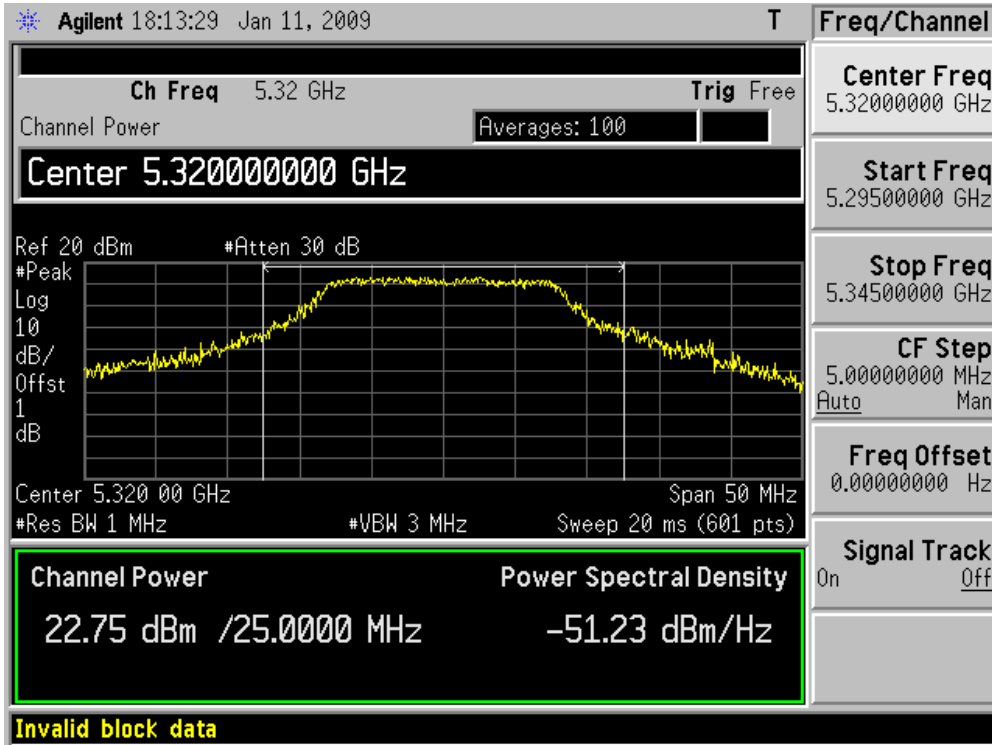 Agilent 18:13:29 Jan 11, 2009 T
Ch Freq 5.32 GHz Trig Free
Channel Power Averages: 100
Center 5.320000000 GHz
Ref 20 dBm #Atten 30 dB
#Peak
Log
10
dB/
Offst
1
dB
Center 5.320 00 GHz Span 50 MHz
#Res BW 1 MHz #VBW 3 MHz Sweep 20 ms (601 pts)
Channel Power Power Spectral Density
22.75 dBm /25.0000 MHz -51.23 dBm/Hz
Invalid block data
Freq/Channel
Center Freq
5.32000000 GHz
Start Freq
5.29500000 GHz
Stop Freq
5.34500000 GHz
CF Step
5.00000000 MHz
Auto Man
Freq Offset
0.00000000 Hz
Signal Track
On Off